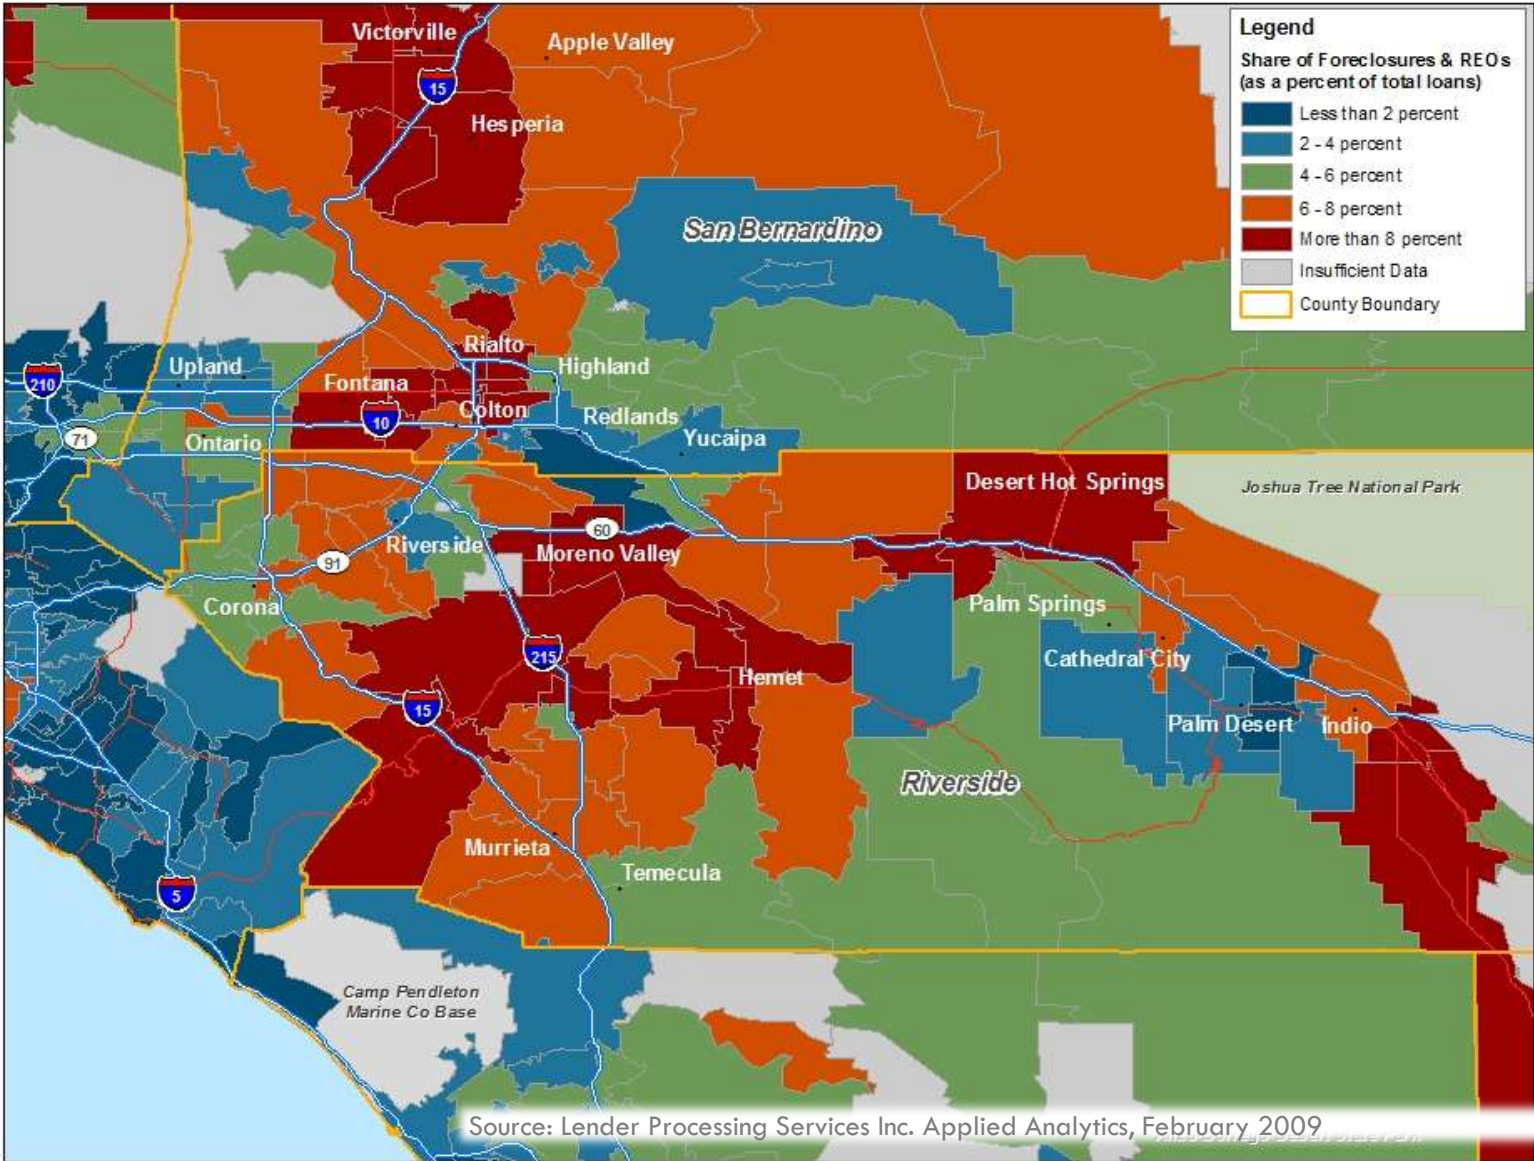 Legend
Share of Foreclosures & REOs
(as a percent of total loans)
Less than 2 percent
2 - 4 percent
4 - 6 percent
6 - 8 percent
More than 8 percent
Insufficient Data
County Boundary
Victorville
Apple Valley
15
Hesperia
San Bernardino
Rialto
Upland
Highland
210
Fontana
10
Colton
Redlands
71
Ontario
Yucaipa
Desert Hot Springs
Joshua Tree National Park
60
Riverside
Moreno Valley
91
Corona
Palm Springs
215
Cathedral City
Hemet
15
Palm Desert
Indio
Riverside
Murrieta
Temecula
5
Camp Pendleton
Marine Co Base
Source: Lender Processing Services Inc. Applied Analytics, February 2009